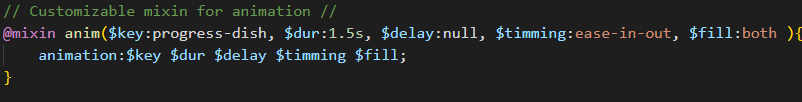 // Customizable mixin for animation //
@mixin anim($key:progress-dish, $dur:1.5s, $delay:null, $timming:ease-in-out, $fill:both ){
    animation:$key $dur $delay $timming $fill;
}